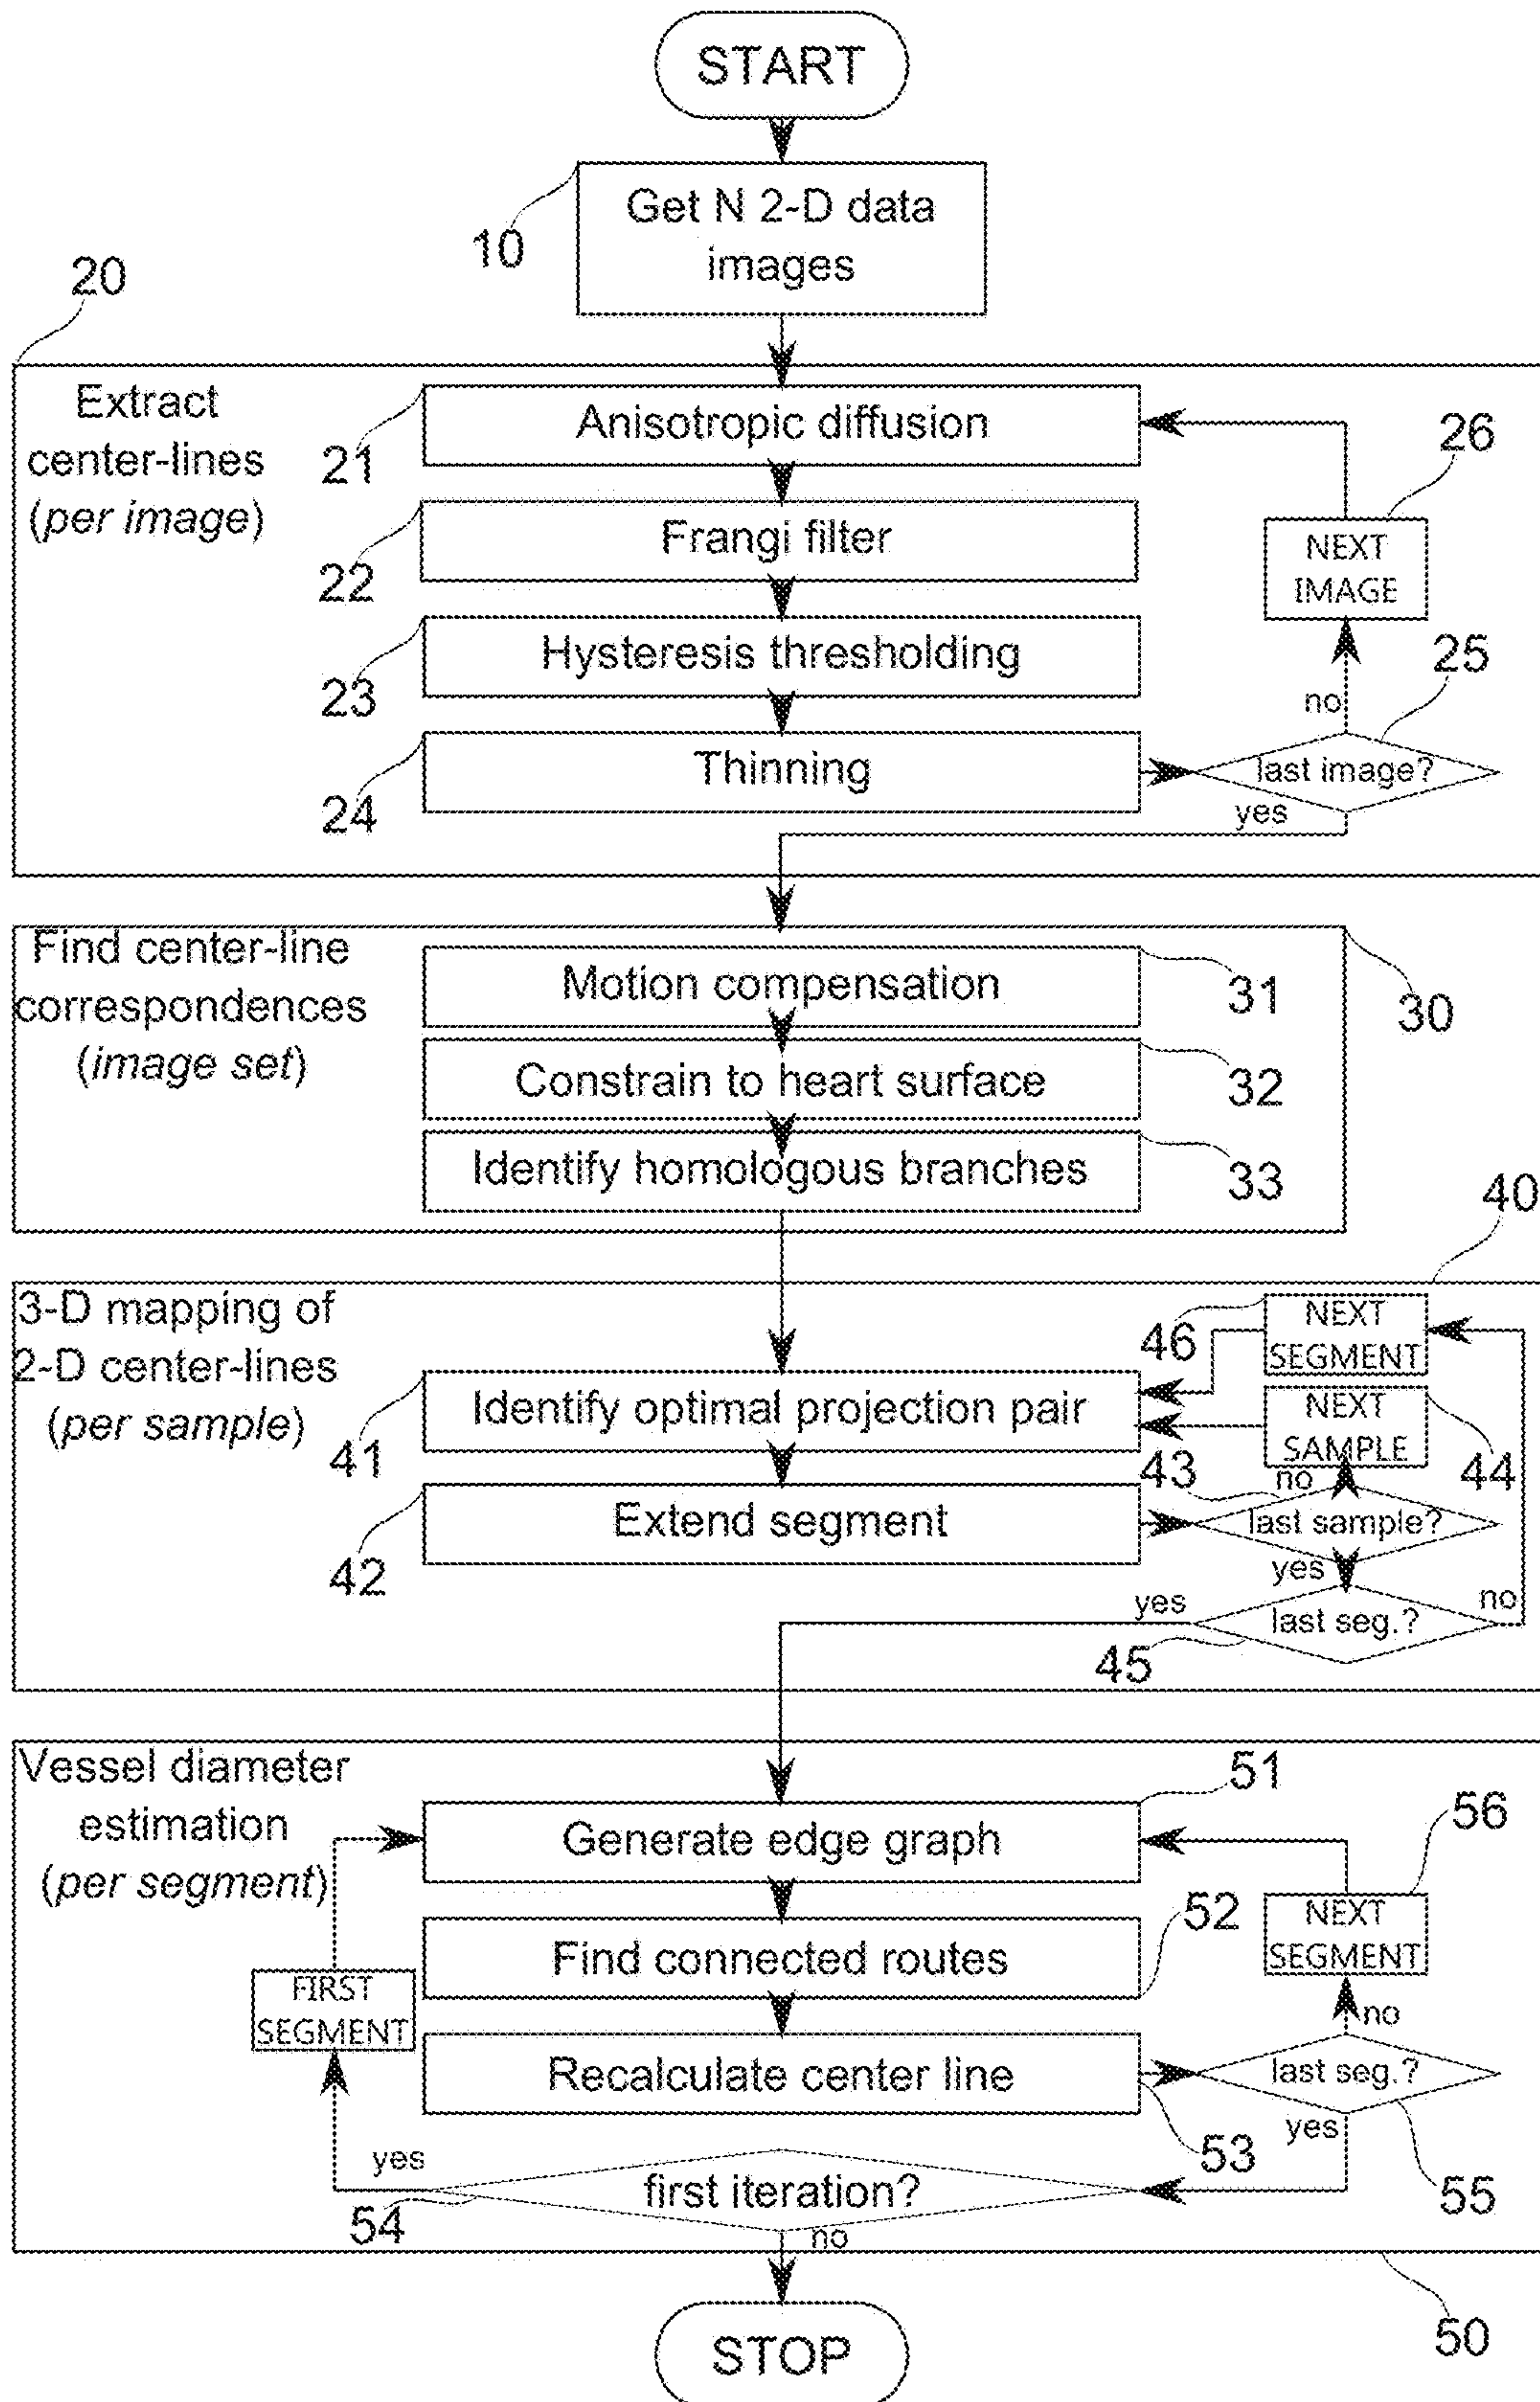 START
Get N 2-D data
images
10
20
Extract
center-lines
(per image)
Anisotropic diffusion
21
26
Frangi filter
22
NEXT
IMAGE
Hysteresis thresholding
23
25
no
Thinning
24
last image?
yes
Find center-line
correspondences
(image set)
Motion compensation
31
30
Constrain to heart surface
32
Identify homologous branches
33
40
3-D mapping of
2-D center-lines
(per sample)
46
NEXT
SEGMENT
Identify optimal projection pair
41
NEXT
SAMPLE
44
43
no
Extend segment
42
last sample?
yes
yes
last seg.?
no
45
Vessel diameter
estimation
(per segment)
51
Generate edge graph
56
52
NEXT
SEGMENT
Find connected routes
FIRST
SEGMENT
no
Recalculate center line
last seg.?
53
yes
yes
first iteration?
55
54
no
50
STOP